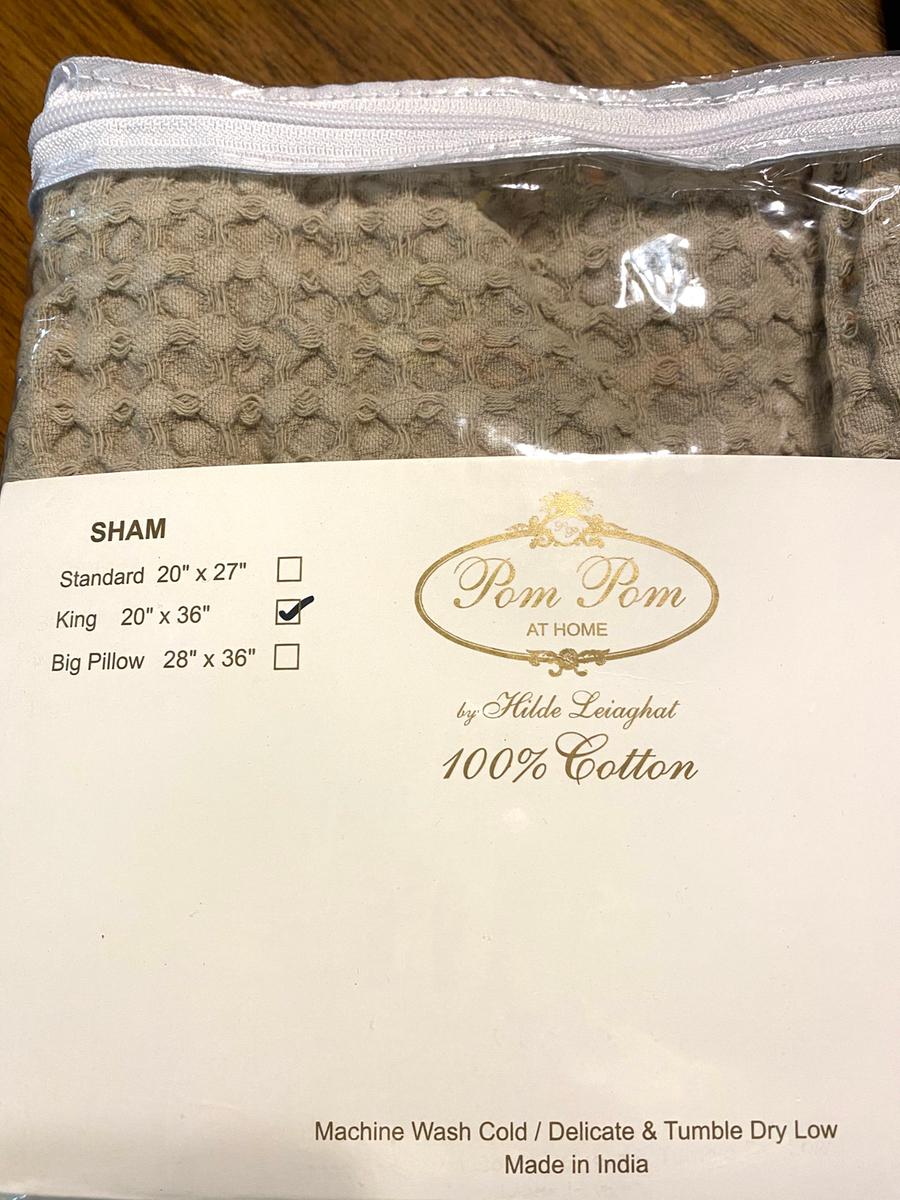 SHAM
Standard 20" x 27"
King 20" x 36"
Big Pillow 28" x 36"
Pom Pom
AT HOME
by Hilde Leiaghat
100% Cotton
Machine Wash Cold / Delicate & Tumble Dry Low
Made in India